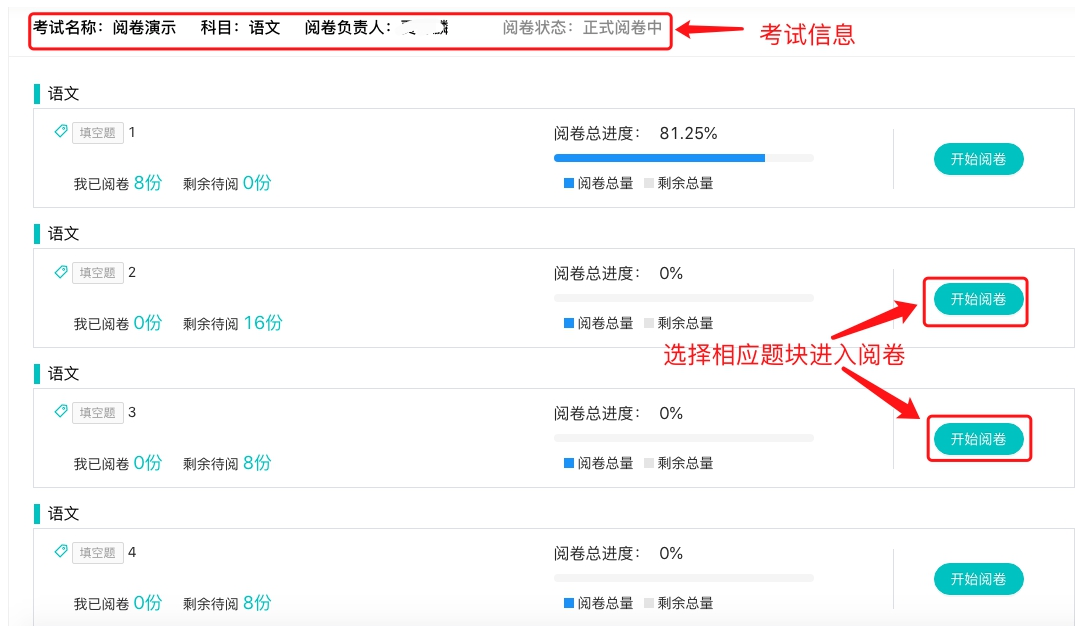 考试名称：阅卷演示 科目：语文 阅卷负责人： 阅卷状态：正式阅卷中
考试信息
语文
填空题 1 阅卷总进度： 81.25%
开始阅卷
我已阅卷 8份 剩余待阅 0份 阅卷总量 剩余总量
语文
填空题 2 阅卷总进度： 0%
开始阅卷
我已阅卷 0份 剩余待阅 16份 阅卷总量 剩余总量
选择相应题块进入阅卷
语文
填空题 3 阅卷总进度： 0%
开始阅卷
我已阅卷 0份 剩余待阅 8份 阅卷总量 剩余总量
语文
填空题 4 阅卷总进度： 0%
开始阅卷
我已阅卷 0份 剩余待阅 8份 阅卷总量 剩余总量